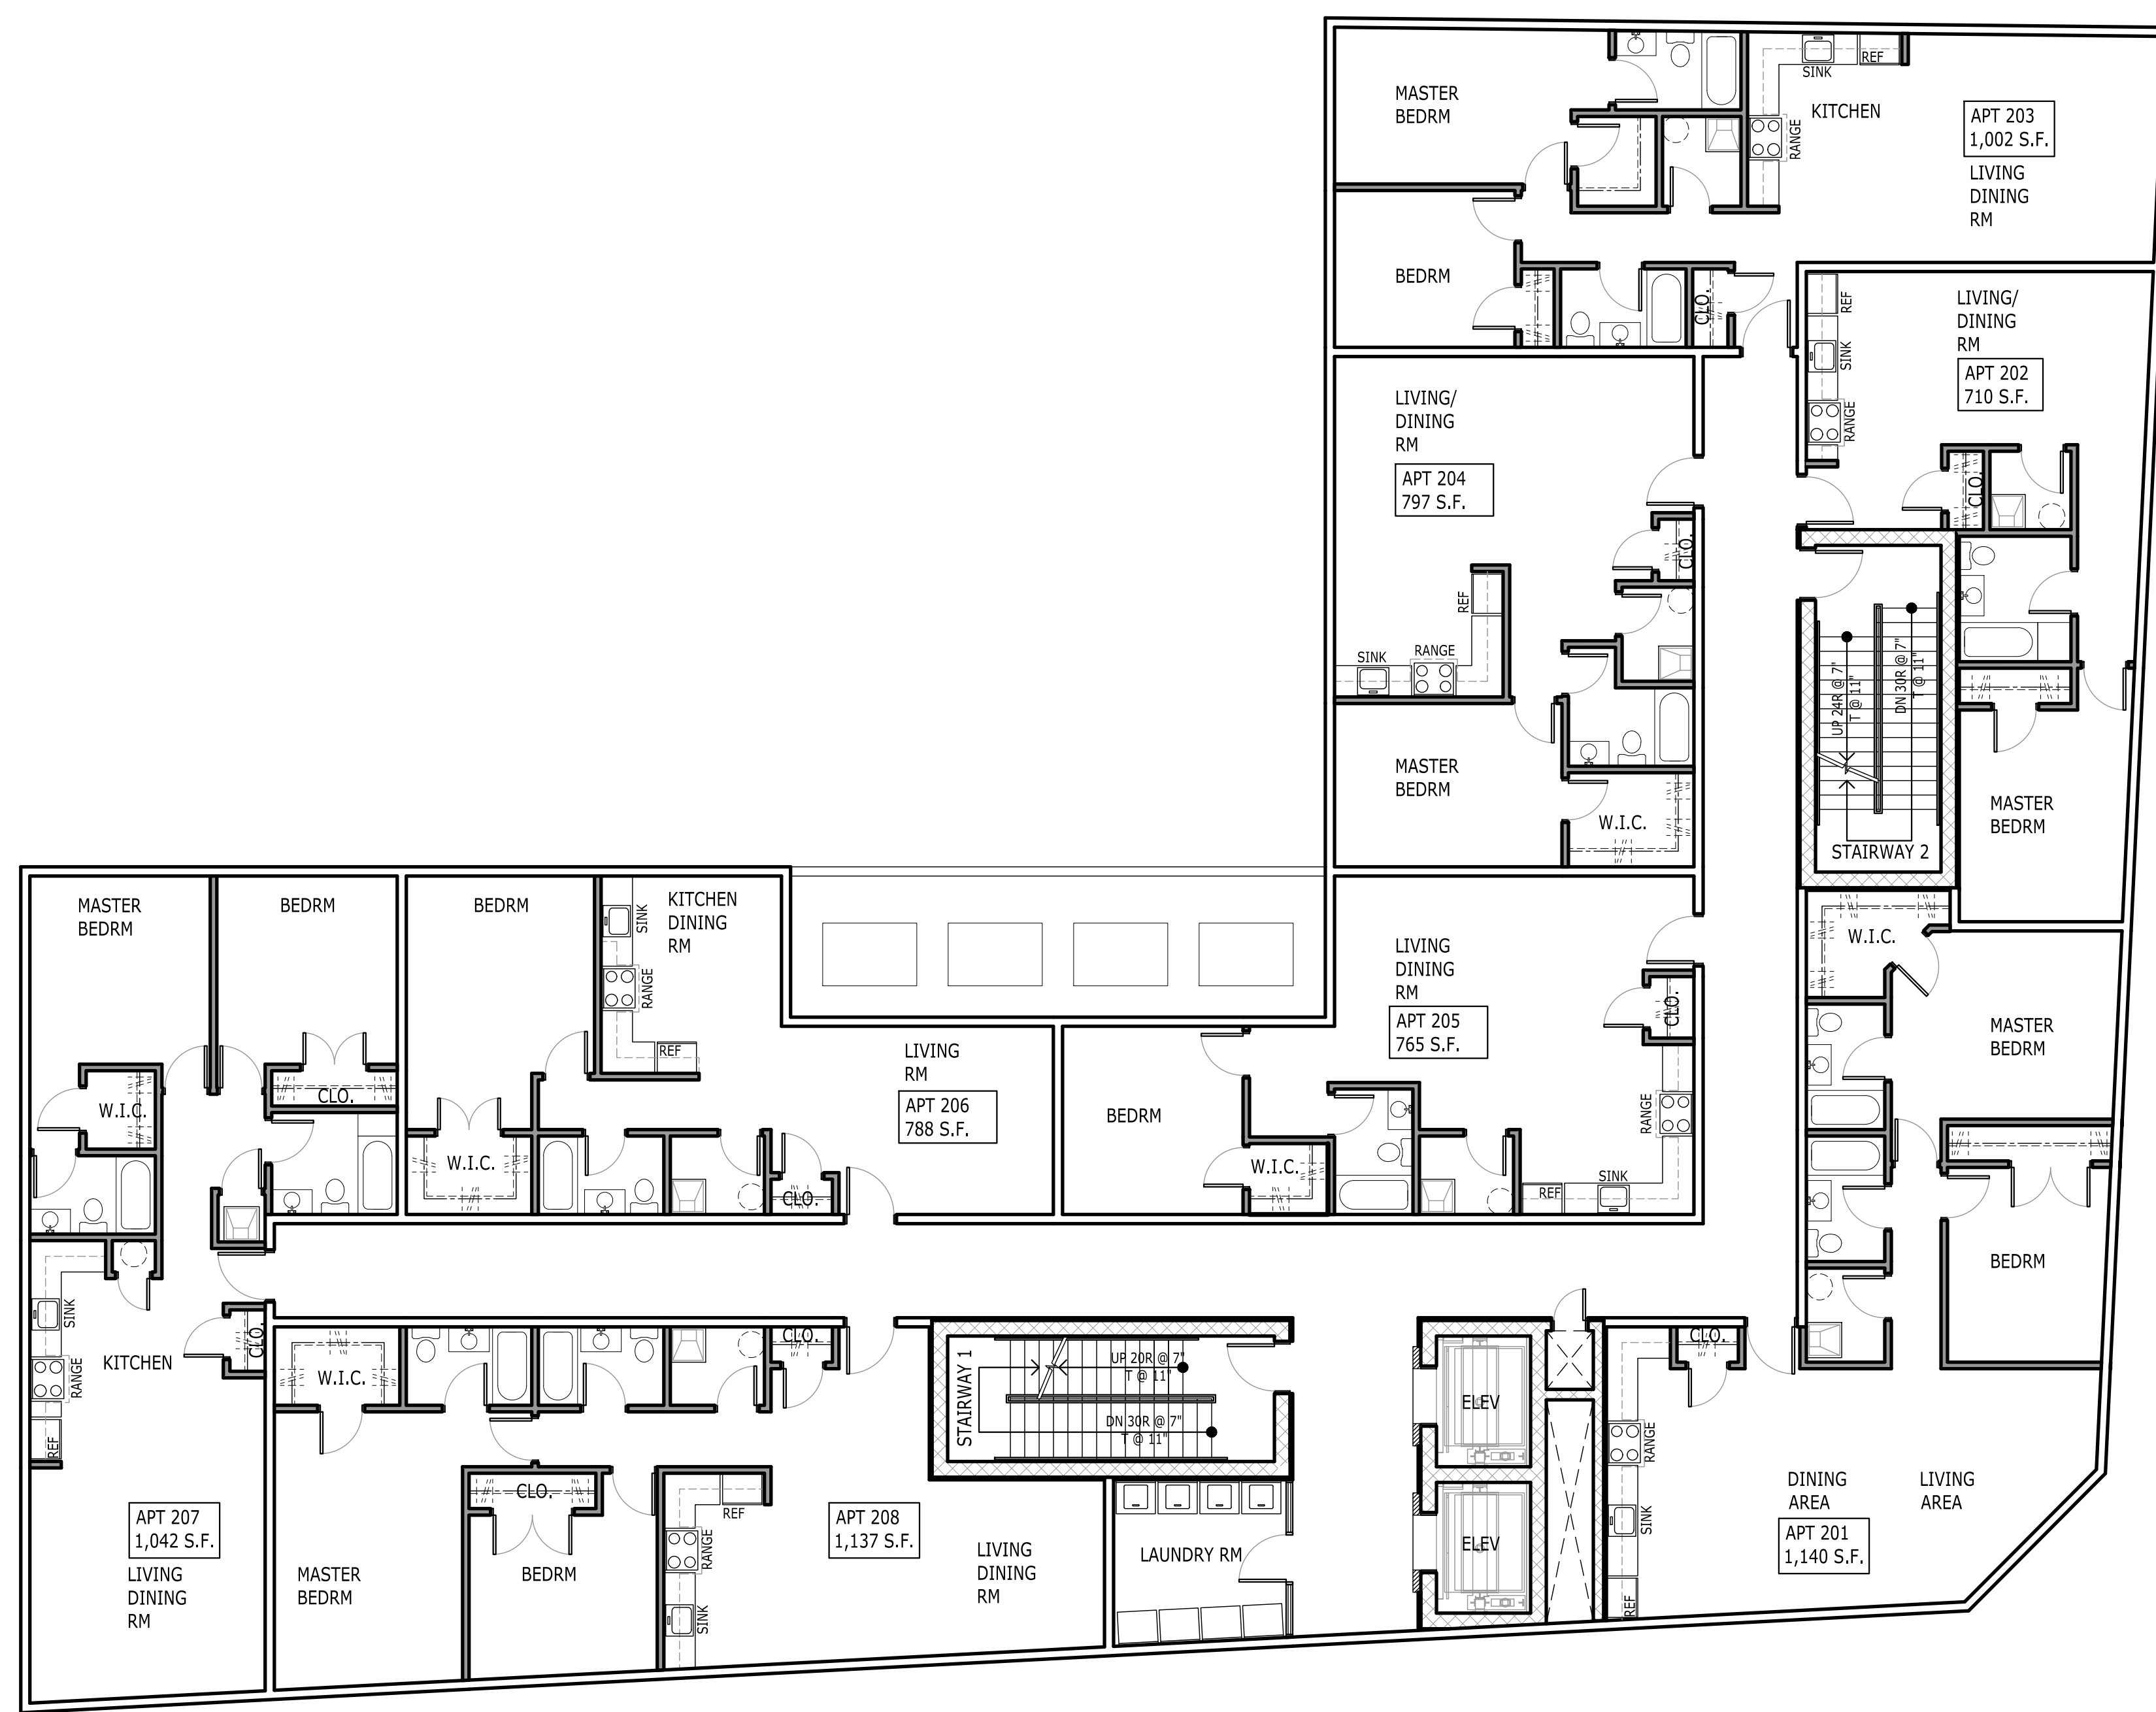 MASTER
BEDRM
SINK
REF
KITCHEN
RANGE
APT 203
1,002 S.F.
LIVING
DINING
RM
BEDRM
CLO.
REF
SINK
RANGE
LIVING/
DINING
RM
APT 202
710 S.F.
CLO.
LIVING/
DINING
RM
APT 204
797 S.F.
CLO.
REF
SINK
RANGE
MASTER
BEDRM
W.I.C.
UP 24R @ 7"
T @ 11"
DN 30R @ 7"
T @ 11"
STAIRWAY 2
MASTER
BEDRM
MASTER
BEDRM
BEDRM
BEDRM
SINK
RANGE
KITCHEN
DINING
RM
REF
LIVING
RM
APT 206
788 S.F.
W.I.C.
CLO.
W.I.C.
CLO.
BEDRM
W.I.C.
LIVING
DINING
RM
APT 205
765 S.F.
CLO.
RANGE
SINK
REF
W.I.C.
MASTER
BEDRM
BEDRM
SINK
RANGE
REF
KITCHEN
CLO.
APT 207
1,042 S.F.
LIVING
DINING
RM
W.I.C.
MASTER
BEDRM
CLO.
BEDRM
CLO.
REF
RANGE
SINK
APT 208
1,137 S.F.
LIVING
DINING
RM
STAIRWAY 1
UP 20R @ 7"
T @ 11"
DN 30R @ 7"
T @ 11"
LAUNDRY RM
ELEV
ELEV
CLO.
RANGE
SINK
REF
DINING
AREA
LIVING
AREA
APT 201
1,140 S.F.